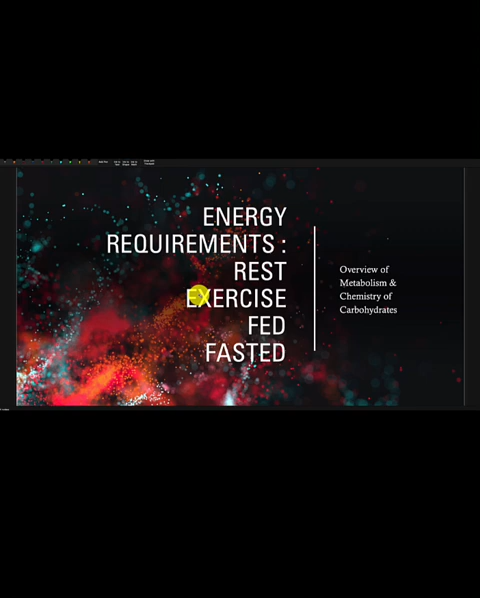 ENERGY
REQUIREMENTS :
REST
EXERCISE
FED
FASTED
Overview of
Metabolism &
Chemistry of
Carbohydrates